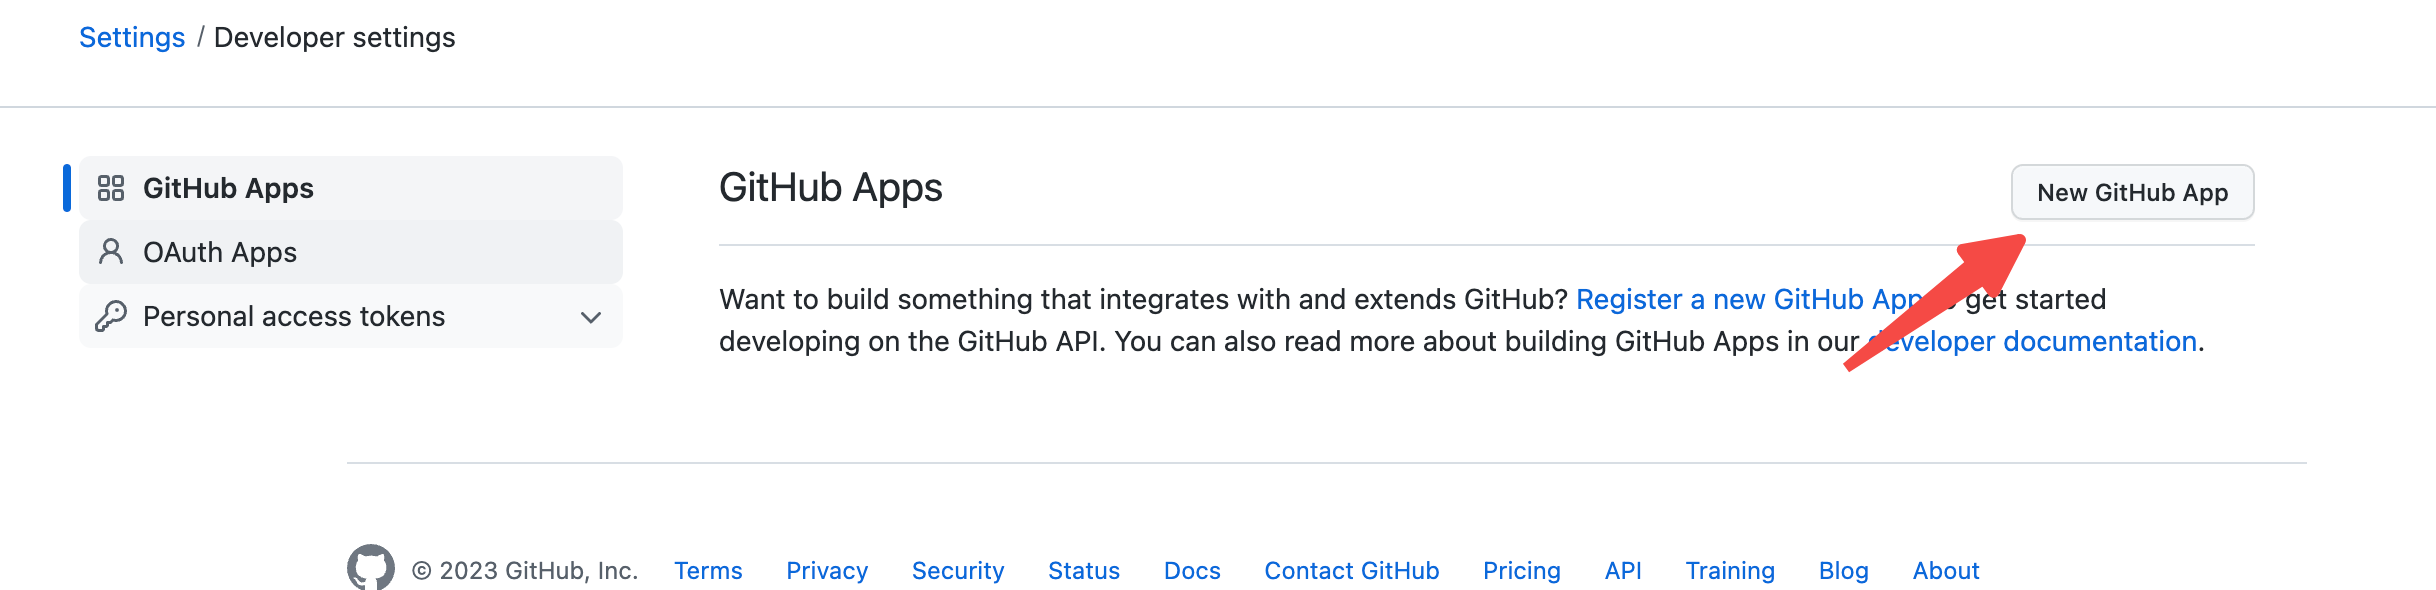 Settings / Developer settings
GitHub Apps
OAuth Apps
Personal access tokens
GitHub Apps
New GitHub App
Want to build something that integrates with and extends GitHub? Register a new GitHub App get started
developing on the GitHub API. You can also read more about building GitHub Apps in our developer documentation.
© 2023 GitHub, Inc. Terms Privacy Security Status Docs Contact GitHub Pricing API Training Blog About